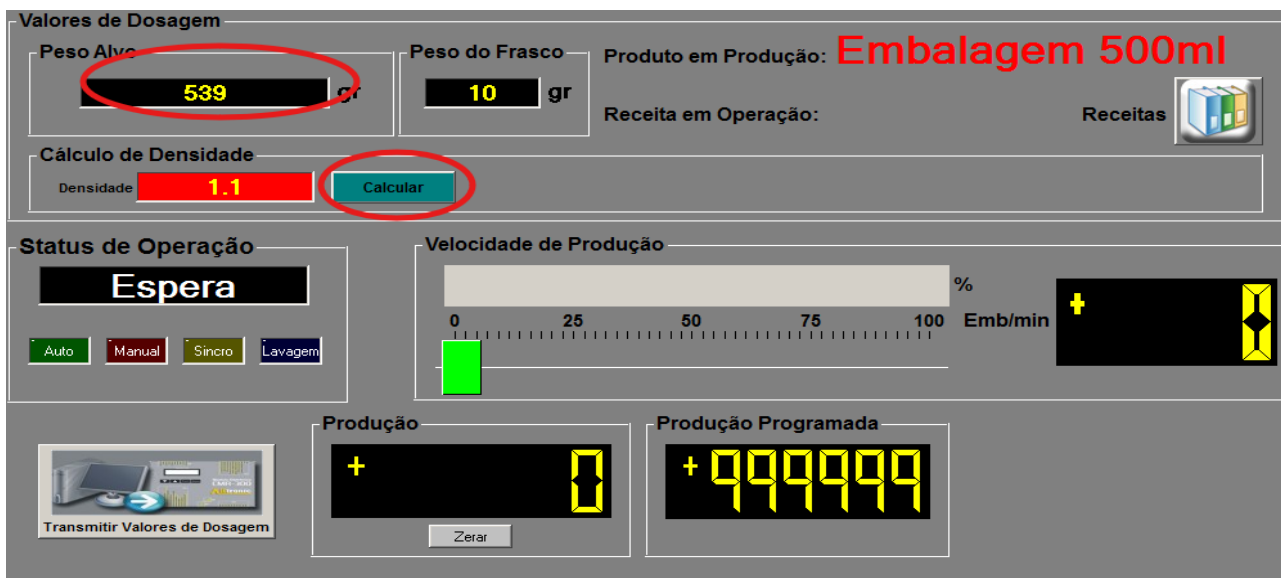 Valores de Dosagem
Peso Alvo
539 gr
Peso do Frasco
10 gr
Produto em Produção: Embalagem 500ml
Receita em Operação:
Receitas
Cálculo de Densidade
Densidade 1.1 Calcular
Status de Operação
Espera
Auto Manual Sincro Lavagem
Velocidade de Produção
%
0 25 50 75 100 Emb/min
+ 0
Transmitir Valores de Dosagem
Produção
+ 0
Zerar
Produção Programada
+ 999999